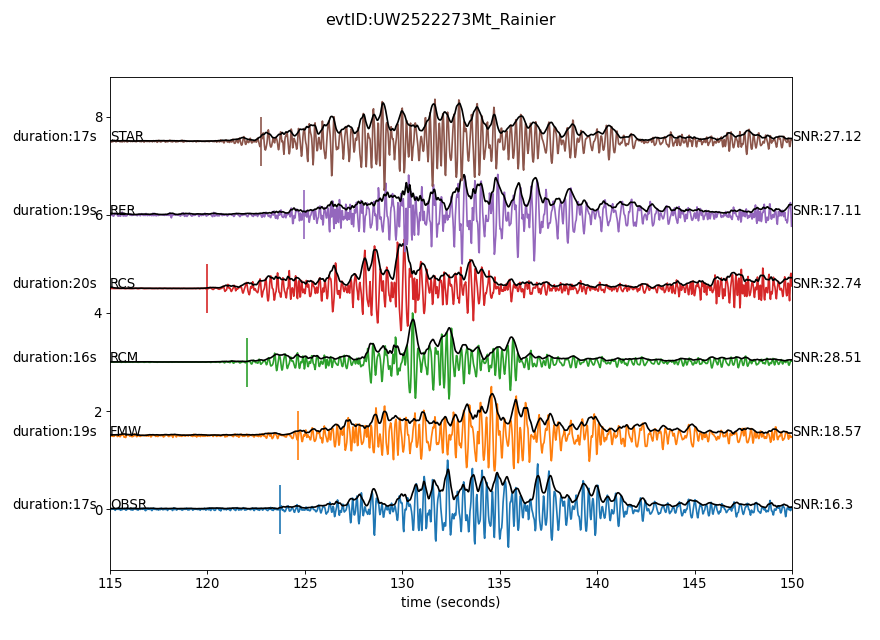 evtID:UW2522273Mt_Rainier
8
duration:17s STAR SNR:27.12
duration:19s 6 RER SNR:17.11
duration:20s RCS SNR:32.74
4
duration:16s RCM SNR:28.51
2
duration:19s FMW SNR:18.57
duration:17s 0 OBSR SNR:16.3
115 120 125 130 135 140 145 150
time (seconds)